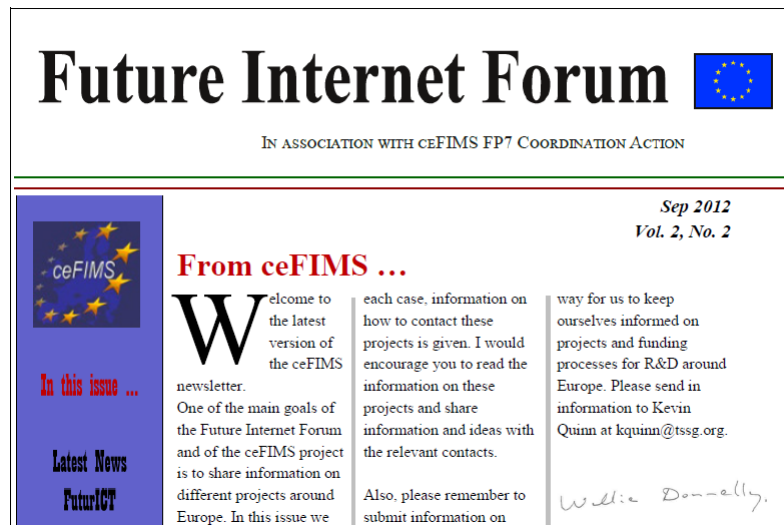 Future Internet Forum
IN ASSOCIATION WITH CEFIMS FP7 COORDINATION ACTION
Sep 2012
Vol. 2, No. 2
ceFIMS
In this issue ...
Latest News
FuturICT
From ceFIMS …
Welcome to
the latest
version of
the ceFIMS
newsletter.
One of the main goals of
the Future Internet Forum
and of the ceFIMS project
is to share information on
different projects around
Europe. In this issue we
each case, information on
how to contact these
projects is given. I would
encourage you to read the
information on these
projects and share
information and ideas with
the relevant contacts.
Also, please remember to
submit information on
way for us to keep
ourselves informed on
projects and funding
processes for R&D around
Europe. Please send in
information to Kevin
Quinn at kquinn@tssg.org.
Willie Donnelly.